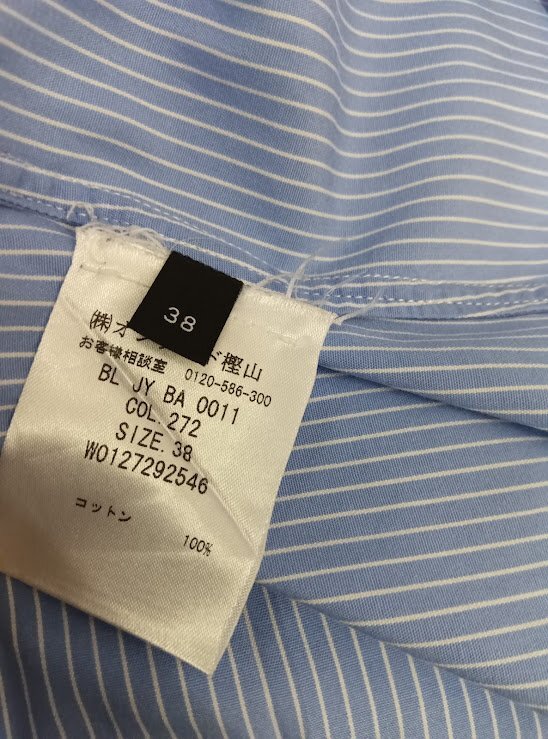 38
㈱オ ド樫山
お客様相談室 0120-586-300
BL JY BA 0011
COL.272
SIZE.38
W0127292546
コットン 100%